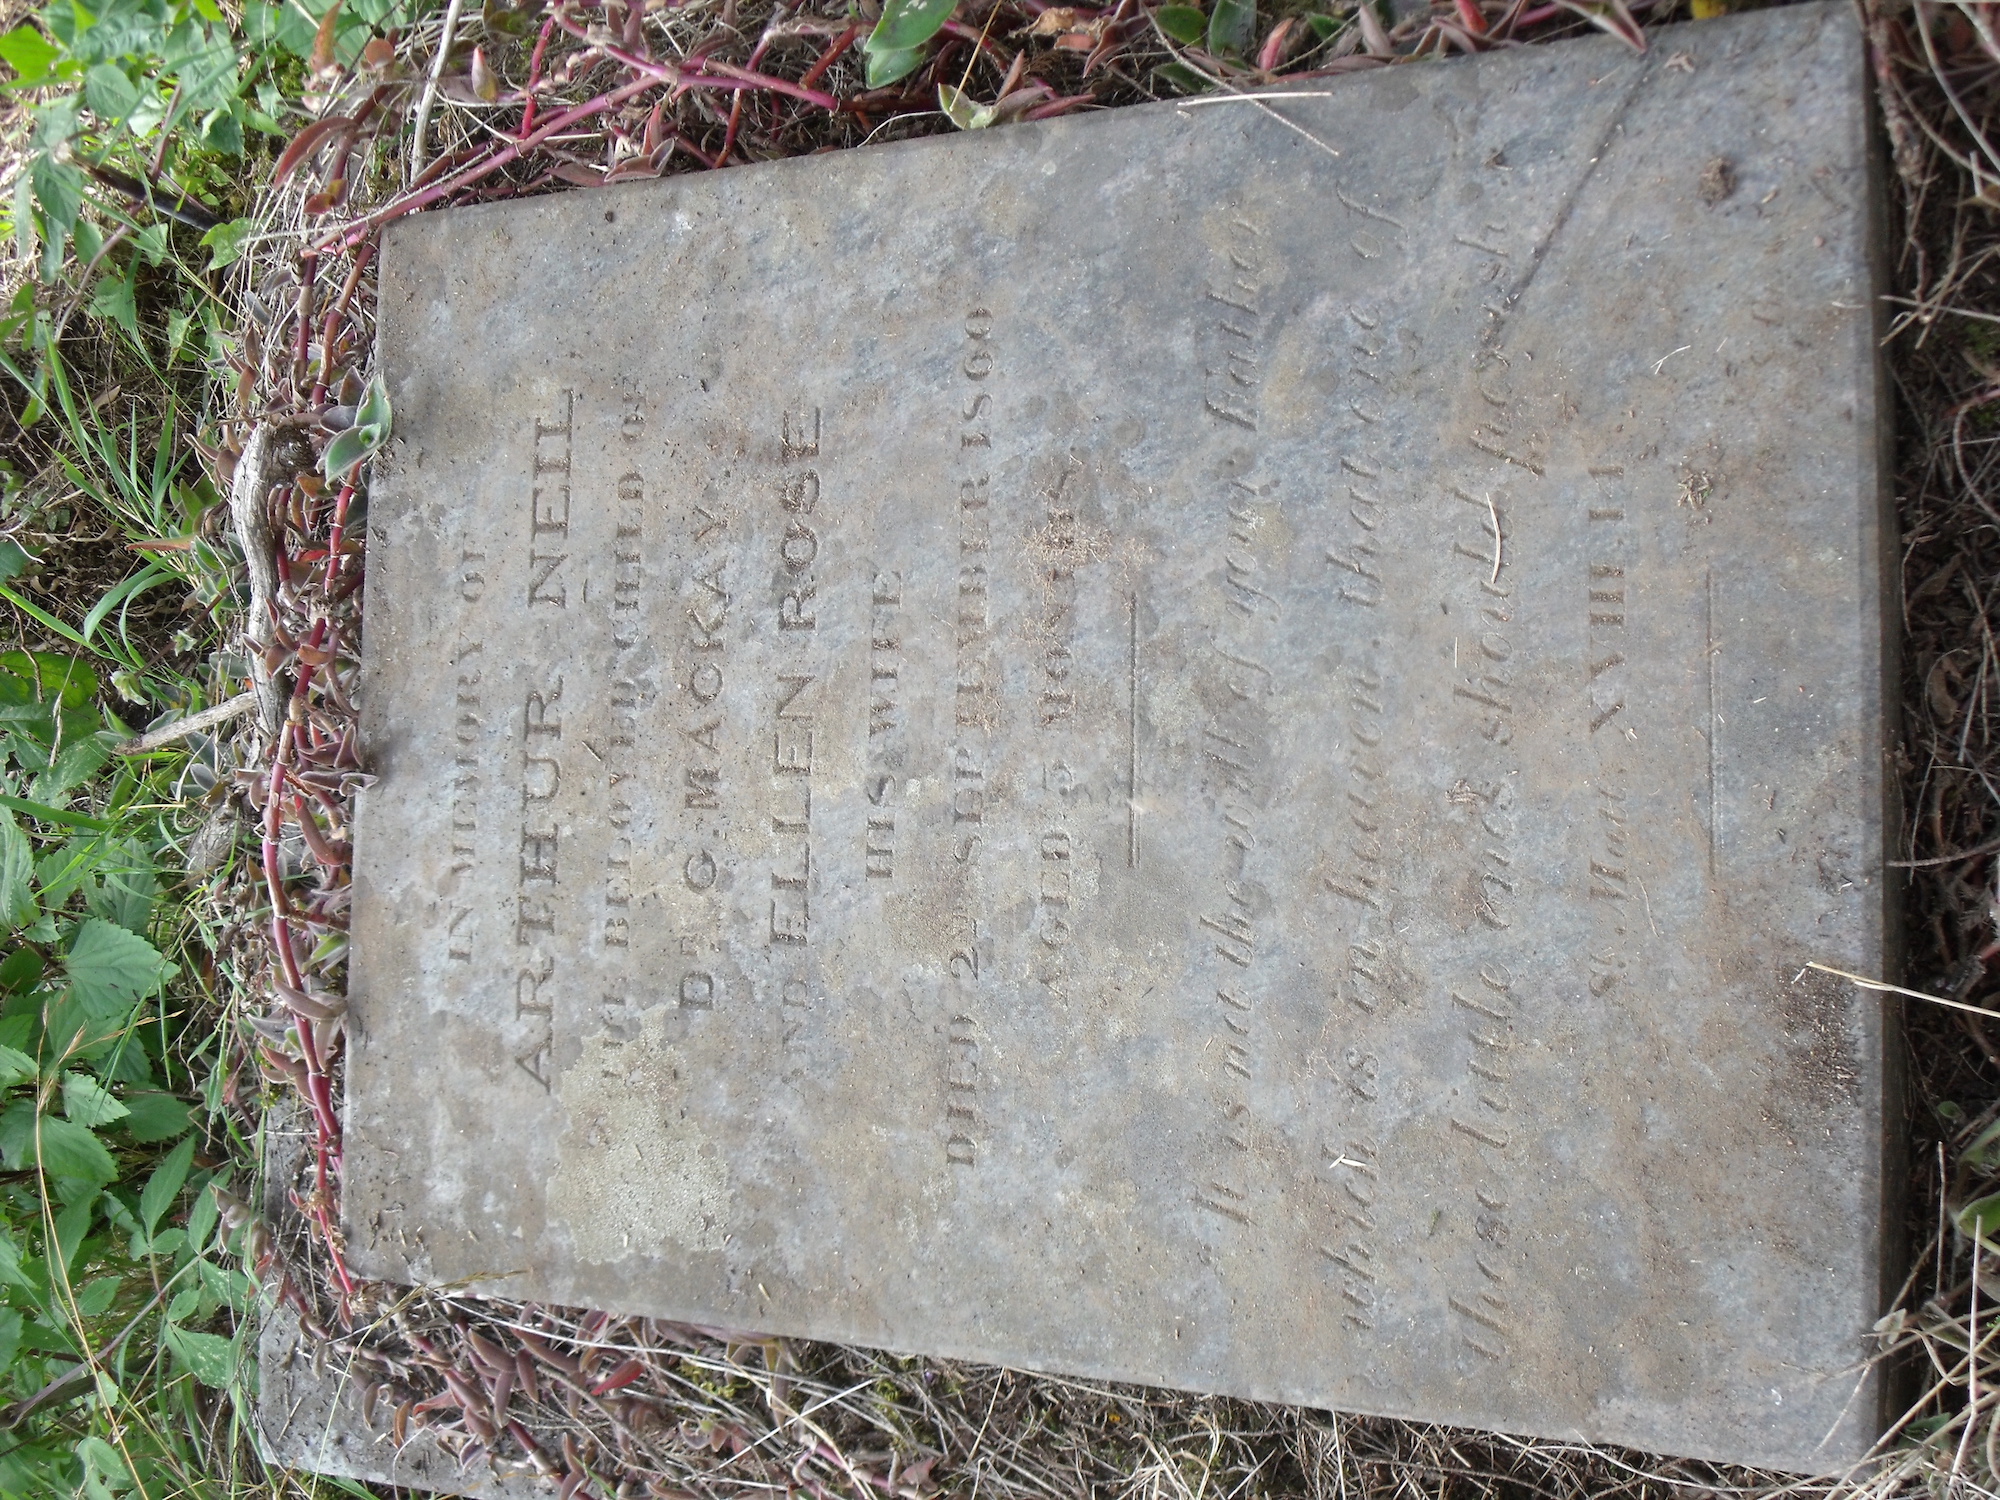 IN MEMORY OF
ARTHUR NEIL
THE BELOVED CHILD OF
DR. G. MACKAY
AND ELLEN ROSE
HIS WIFE
DIED 2ND SEPTEMBER 1860
AGED 5 MONTHS
It is not the will of your Father
which is in heaven, that one of
these little ones should perish
St. Matt XVIII. 14